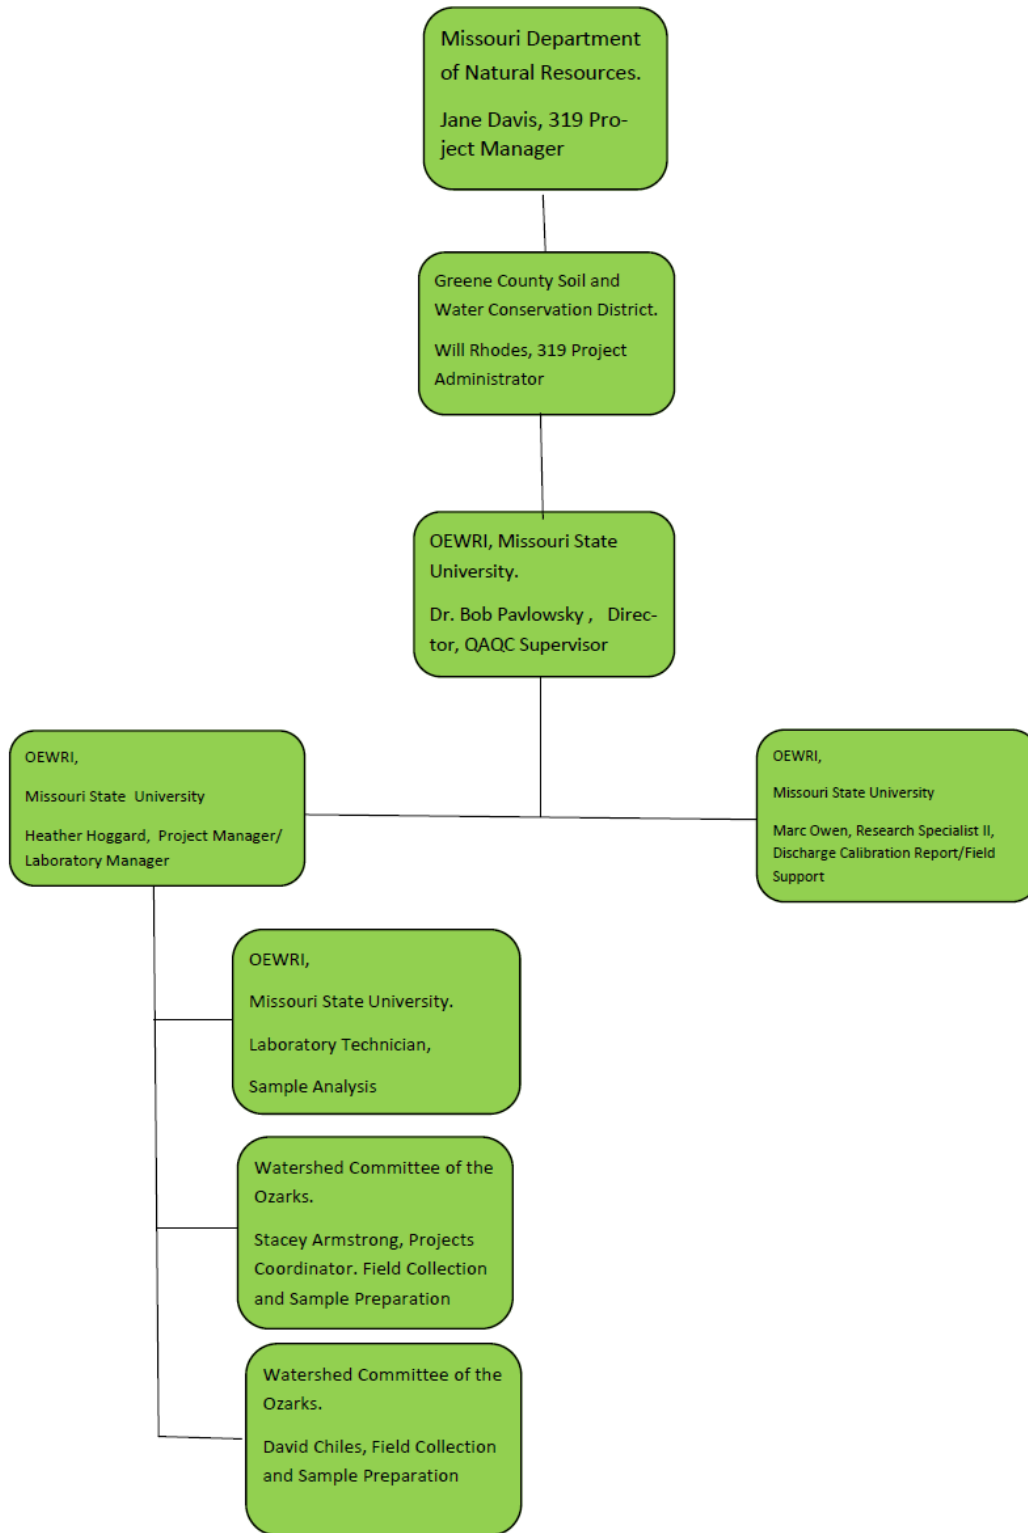 Missouri Department
of Natural Resources.
Jane Davis, 319 Pro-
ject Manager
Greene County Soil and
Water Conservation District.
Will Rhodes, 319 Project
Administrator
OEWRI, Missouri State
University.
Dr. Bob Pavlowsky , Direc-
tor, QAQC Supervisor
OEWRI,
Missouri State University
Heather Hoggard, Project Manager/
Laboratory Manager
OEWRI,
Missouri State University
Marc Owen, Research Specialist II,
Discharge Calibration Report/Field
Support
OEWRI,
Missouri State University.
Laboratory Technician,
Sample Analysis
Watershed Committee of the
Ozarks.
Stacey Armstrong, Projects
Coordinator. Field Collection
and Sample Preparation
Watershed Committee of the
Ozarks.
David Chiles, Field Collection
and Sample Preparation